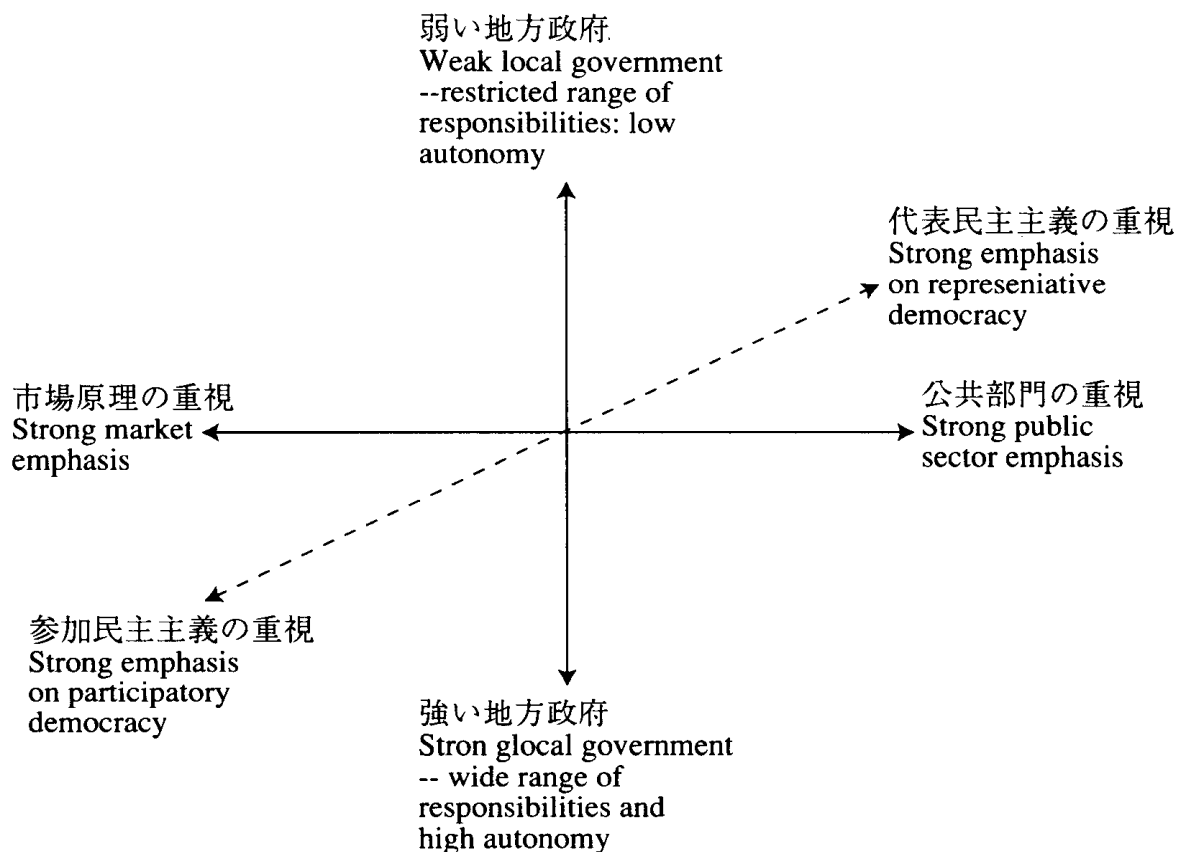 弱い地方政府
Weak local government
--restricted range of
responsibilities: low
autonomy
代表民主主義の重視
Strong emphasis
on represeniative
democracy
市場原理の重視
Strong market
emphasis
公共部門の重視
Strong public
sector emphasis
参加民主主義の重視
Strong emphasis
on participatory
democracy
強い地方政府
Stron glocal government
-- wide range of
responsibilities and
high autonomy